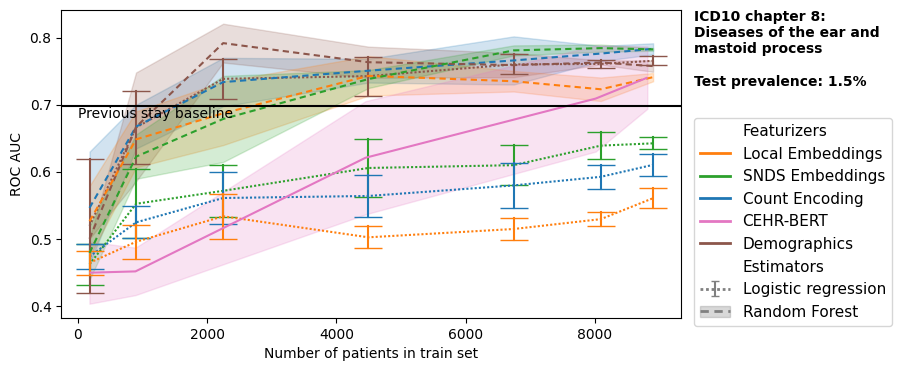 ROC AUC
0.8
0.7
0.6
0.5
0.4
Previous stay baseline
0
2000
4000
6000
8000
Number of patients in train set
ICD10 chapter 8:
Diseases of the ear and
mastoid process
Test prevalence: 1.5%
Featurizers
Local Embeddings
SNDS Embeddings
Count Encoding
CEHR-BERT
Demographics
Estimators
Logistic regression
Random Forest